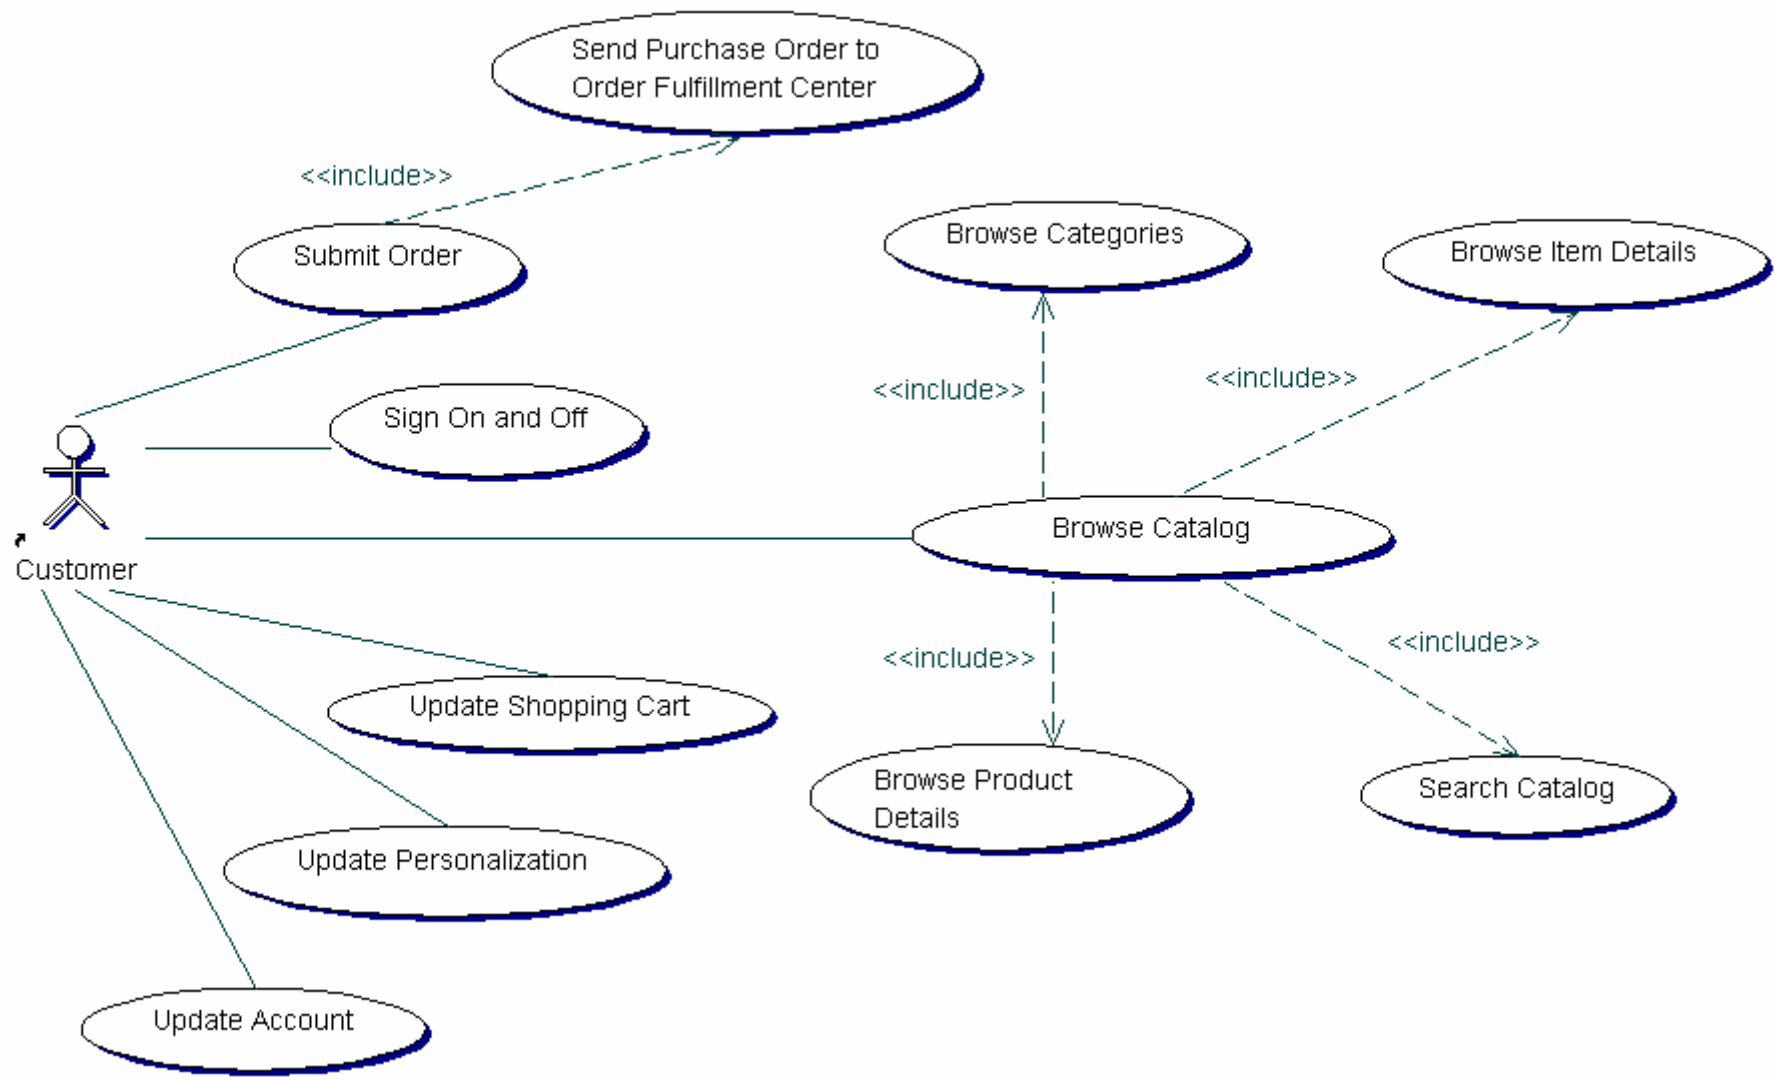 Send Purchase Order to
Order Fulfillment Center
<<include>>
Submit Order
Browse Categories
Browse Item Details
<<include>>
<<include>>
Sign On and Off
Browse Catalog
Customer
<<include>>
<<include>>
Update Shopping Cart
Browse Product
Details
Search Catalog
Update Personalization
Update Account